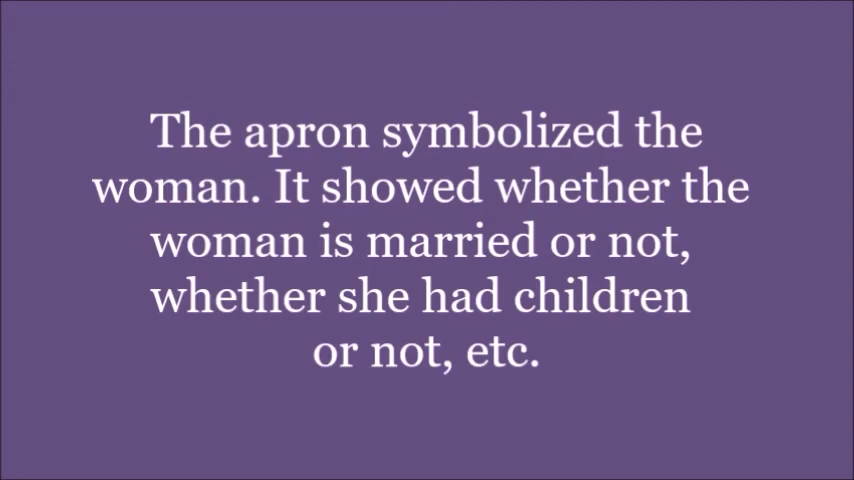 The apron symbolized the
woman. It showed whether the
woman is married or not,
whether she had children
or not, etc.